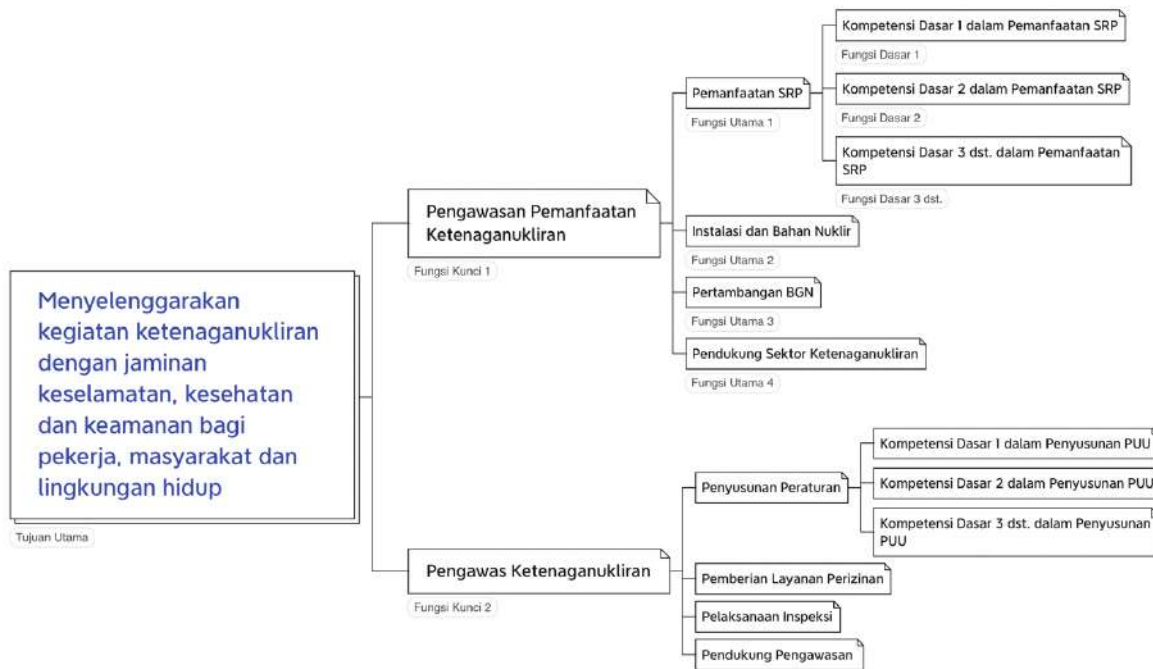 Menyelenggarakan
kegiatan ketenaganukliran
dengan jaminan
keselamatan, kesehatan
dan keamanan bagi
pekerja, masyarakat dan
lingkungan hidup
Tujuan Utama
Pengawasan Pemanfaatan
Ketenaganukliran
Fungsi Kunci 1
Pemanfaatan SRP
Fungsi Utama 1
Kompetensi Dasar 1 dalam Pemanfaatan SRP
Fungsi Dasar 1
Kompetensi Dasar 2 dalam Pemanfaatan SRP
Fungsi Dasar 2
Kompetensi Dasar 3 dst. dalam Pemanfaatan
SRP
Fungsi Dasar 3 dst.
Instalasi dan Bahan Nuklir
Fungsi Utama 2
Pertambangan BGN
Fungsi Utama 3
Pendukung Sektor Ketenaganukliran
Fungsi Utama 4
Pengawas Ketenaganukliran
Fungsi Kunci 2
Penyusunan Peraturan
Kompetensi Dasar 1 dalam Penyusunan PUU
Kompetensi Dasar 2 dalam Penyusunan PUU
Kompetensi Dasar 3 dst. dalam Penyusunan
PUU
Pemberian Layanan Perizinan
Pelaksanaan Inspeksi
Pendukung Pengawasan